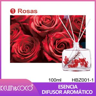 Rosas
100ml HBZ001-1
ESENCIA
DIFUSOR AROMÁTICO